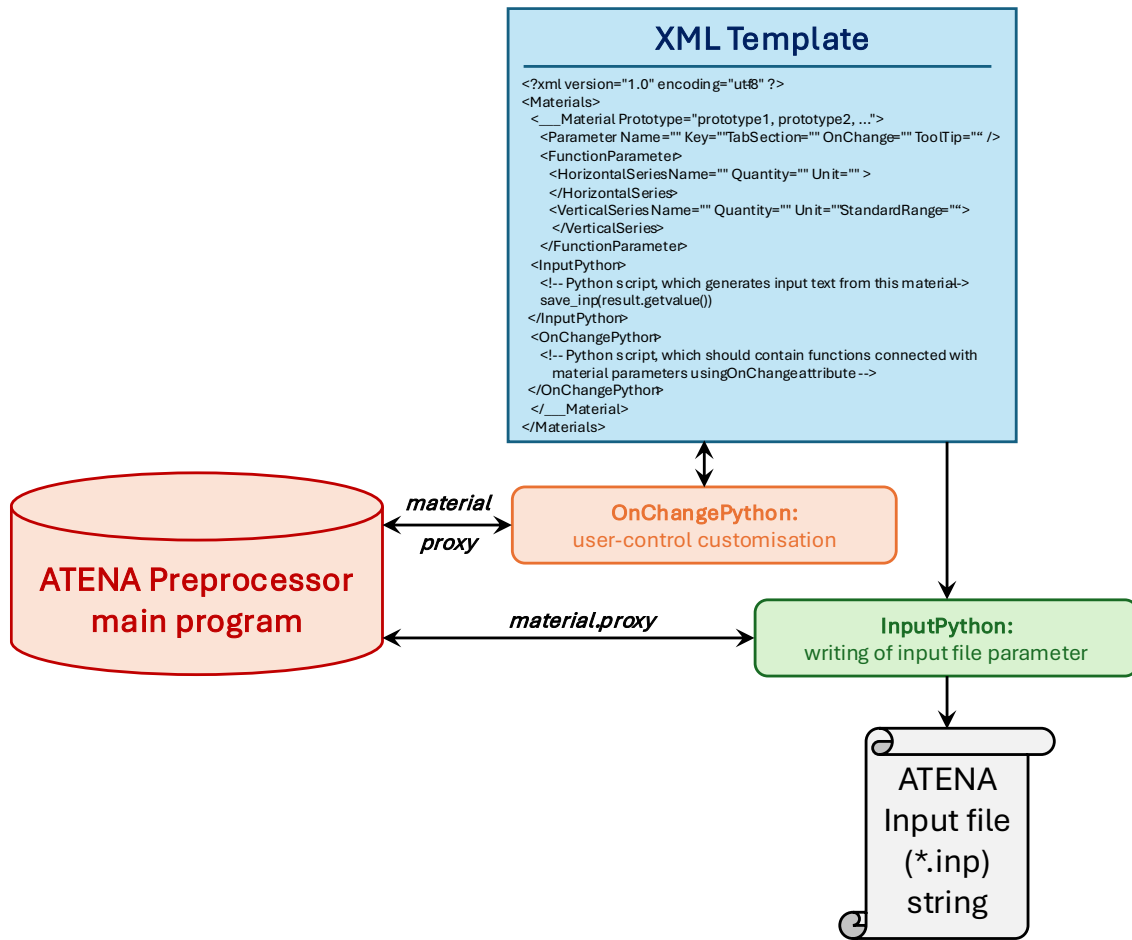 XML Template
<?xml version="1.0" encoding="utf8" ?>
<Materials>
<___Material Prototype="prototype1, prototype2, ...">
<Parameter Name="" Key=""TabSection="" OnChange="" ToolTip="“ />
<FunctionParameter>
<HorizontalSeriesName="" Quantity="" Unit="" >
</HorizontalSeries>
<VerticalSeriesName="" Quantity="" Unit=""StandardRange="“>
</VerticalSeries>
</FunctionParameter>
<InputPython>
<!-- Python script, which generates input text from this material->
save_inp(result.getvalue())
</InputPython>
<OnChangePython>
<!-- Python script, which should contain functions connected with
material parameters usingOnChangeattribute -->
</OnChangePython>
</___Material>
</Materials>
material
proxy
OnChangePython:
user-control customisation
ATENA Preprocessor
main program
material.proxy
InputPython:
writing of input file parameter
ATENA
Input file
(*.inp)
string